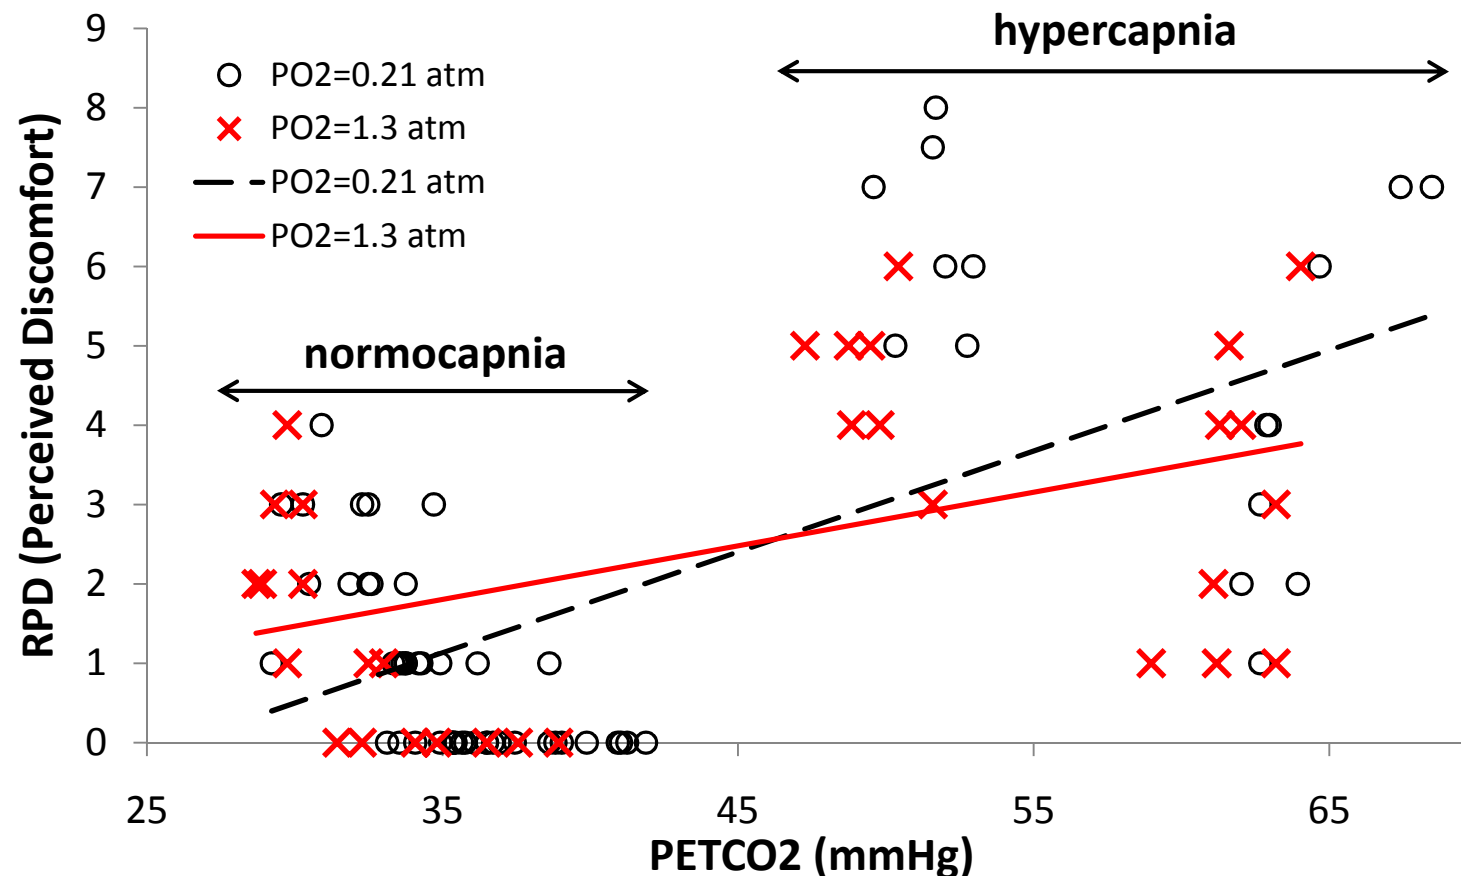 hypercapnia
PO2=0.21 atm
PO2=1.3 atm
PO2=0.21 atm
PO2=1.3 atm
normocapnia
RPD (Perceived Discomfort)
9
8
7
6
5
4
3
2
1
0
25 35 45 55 65
PETCO2 (mmHg)